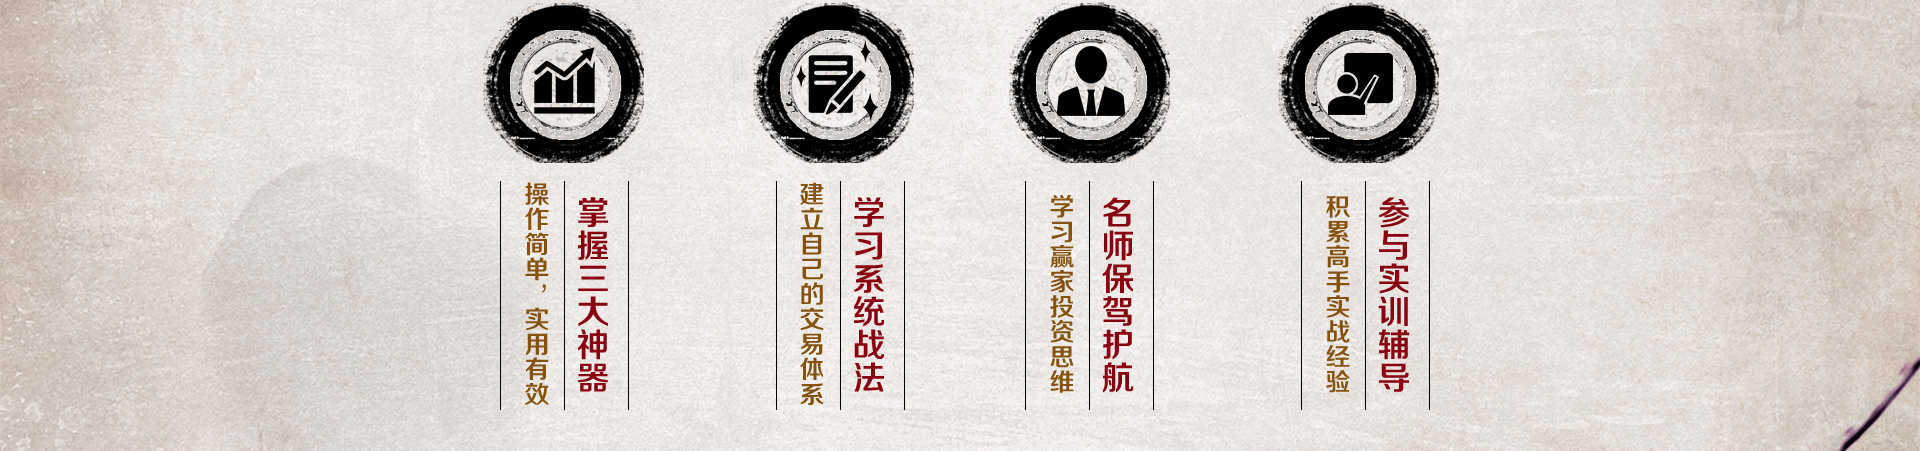 掌握三大神器
操作简单，实用有效
学习系统战法
建立自己的交易体系
名师保驾护航
学习赢家投资思维
参与实训辅导
积累高手实战经验